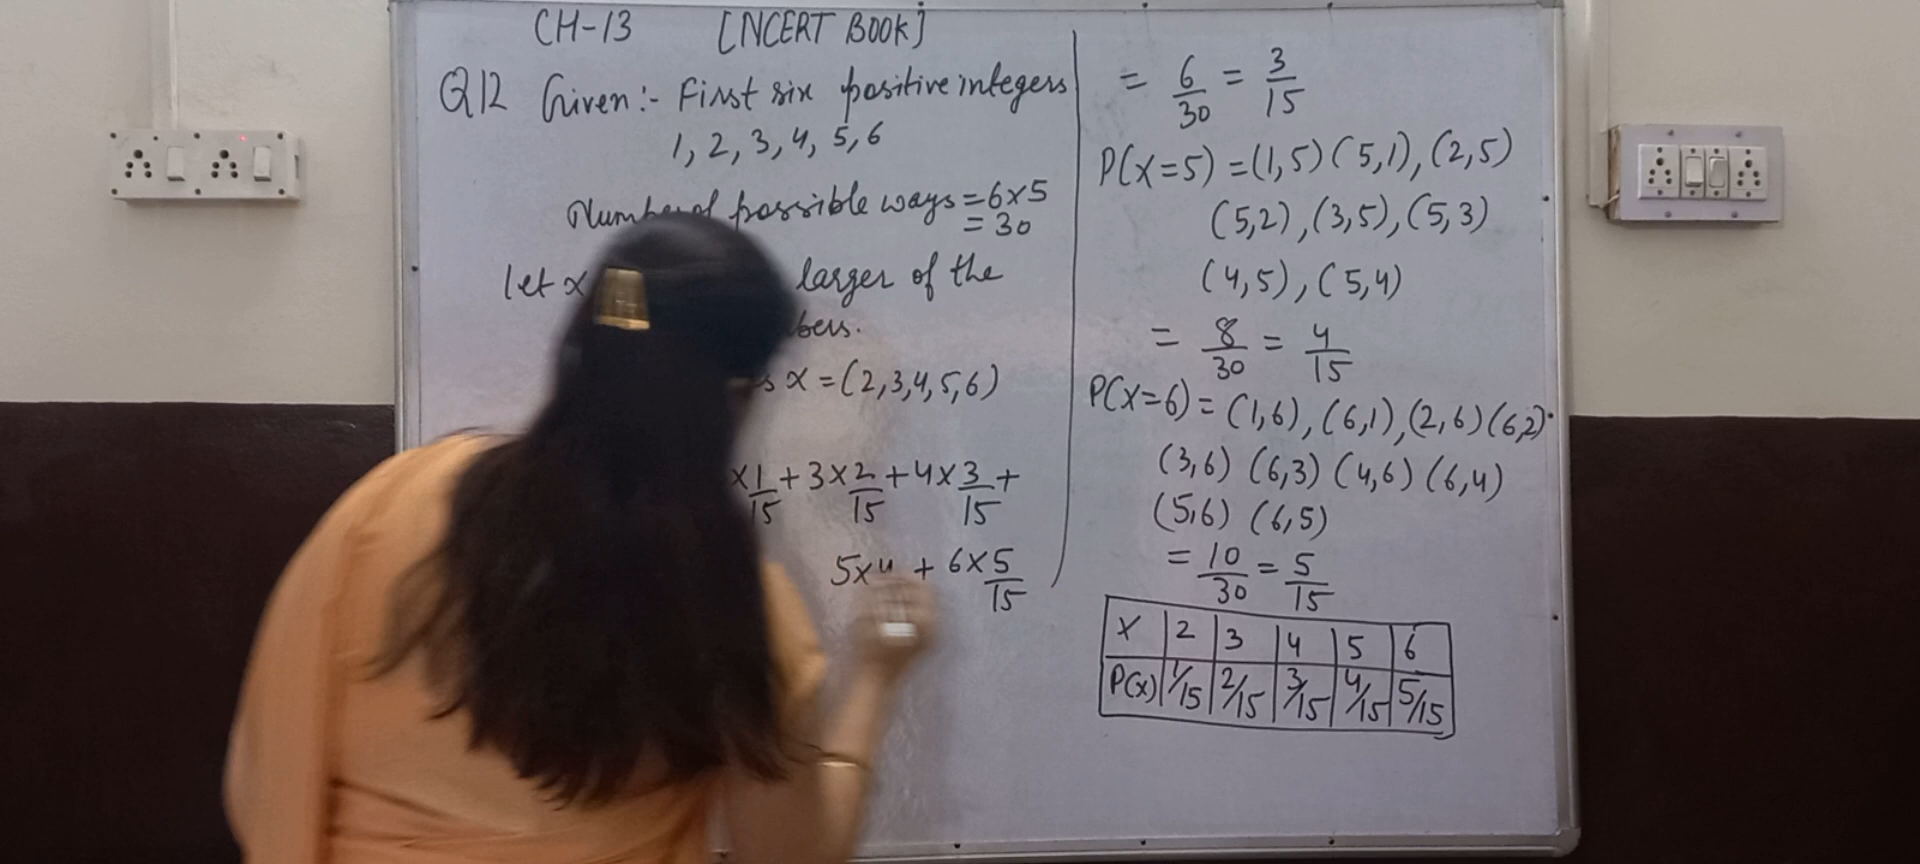 CH-13 [NCERT BOOK]
Q12 Given:- First six positive integers
1, 2, 3, 4, 5, 6
Number of possible ways = 6x5
= 30
let x larger of the
x = (2,3,4,5,6)
x 1/15 + 3 x 2/15 + 4 x 3/15 +
5 x 4 + 6 x 5/15
= 6/30 = 3/15
P(X=5) = (1,5) (5,1), (2,5)
(5,2), (3,5), (5,3)
(4,5), (5,4)
= 8/30 = 4/15
P(X=6) = (1,6), (6,1), (2,6) (6,2)
(3,6) (6,3) (4,6) (6,4)
(5,6) (6,5)
= 10/30 = 5/15
X 2 3 4 5 6
P(x) 1/15 2/15 3/15 4/15 5/15